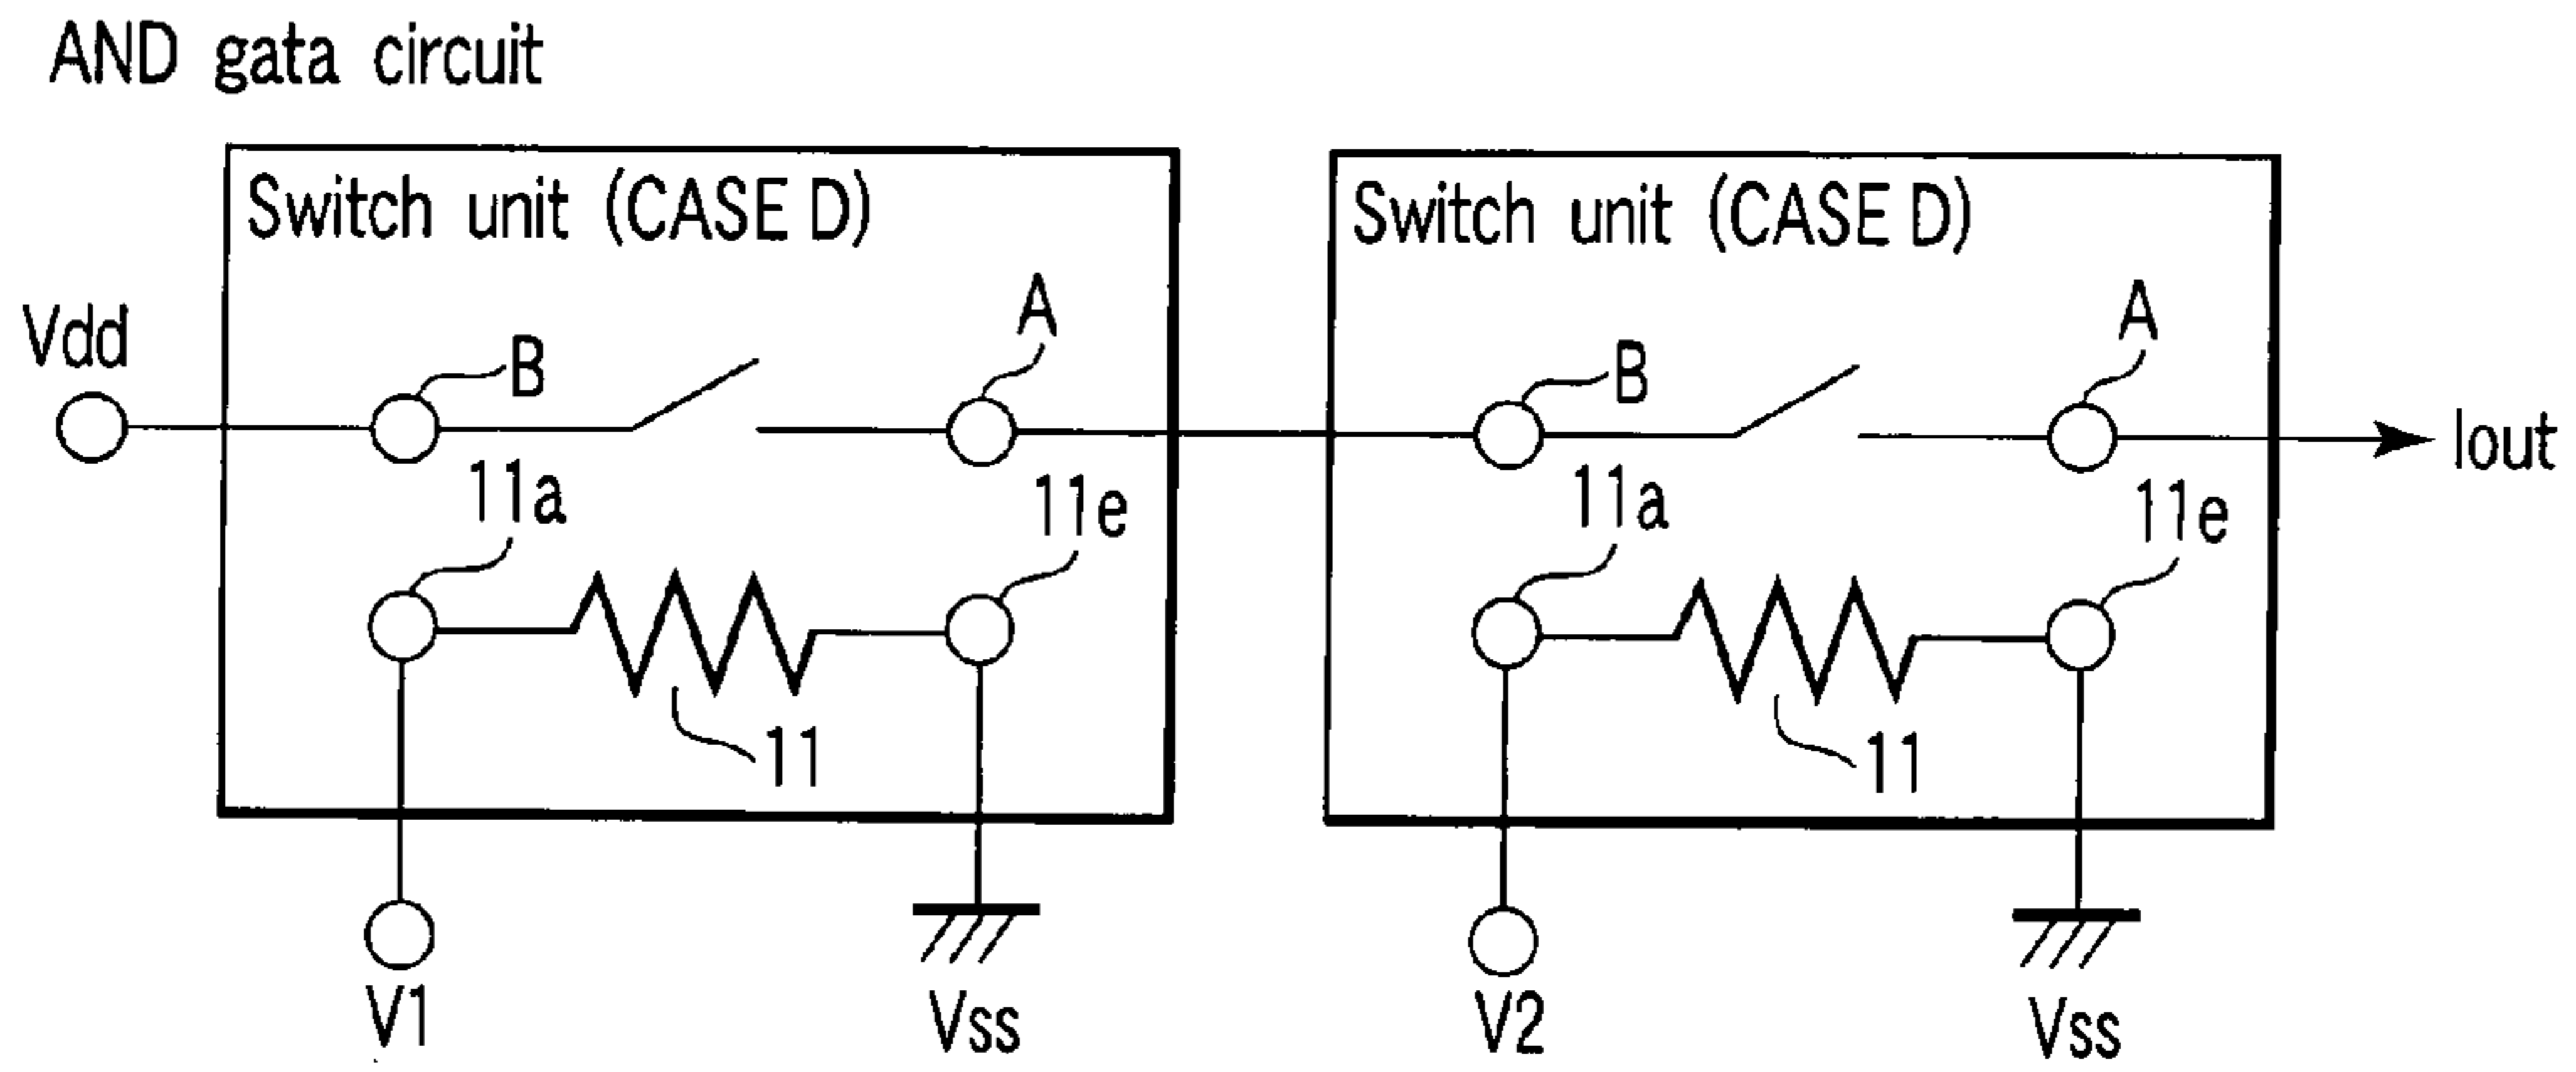 AND gata circuit
Switch unit (CASE D)
Switch unit (CASE D)
Vdd
B
A
B
A
Iout
11a
11e
11a
11e
11
11
V1
Vss
V2
Vss